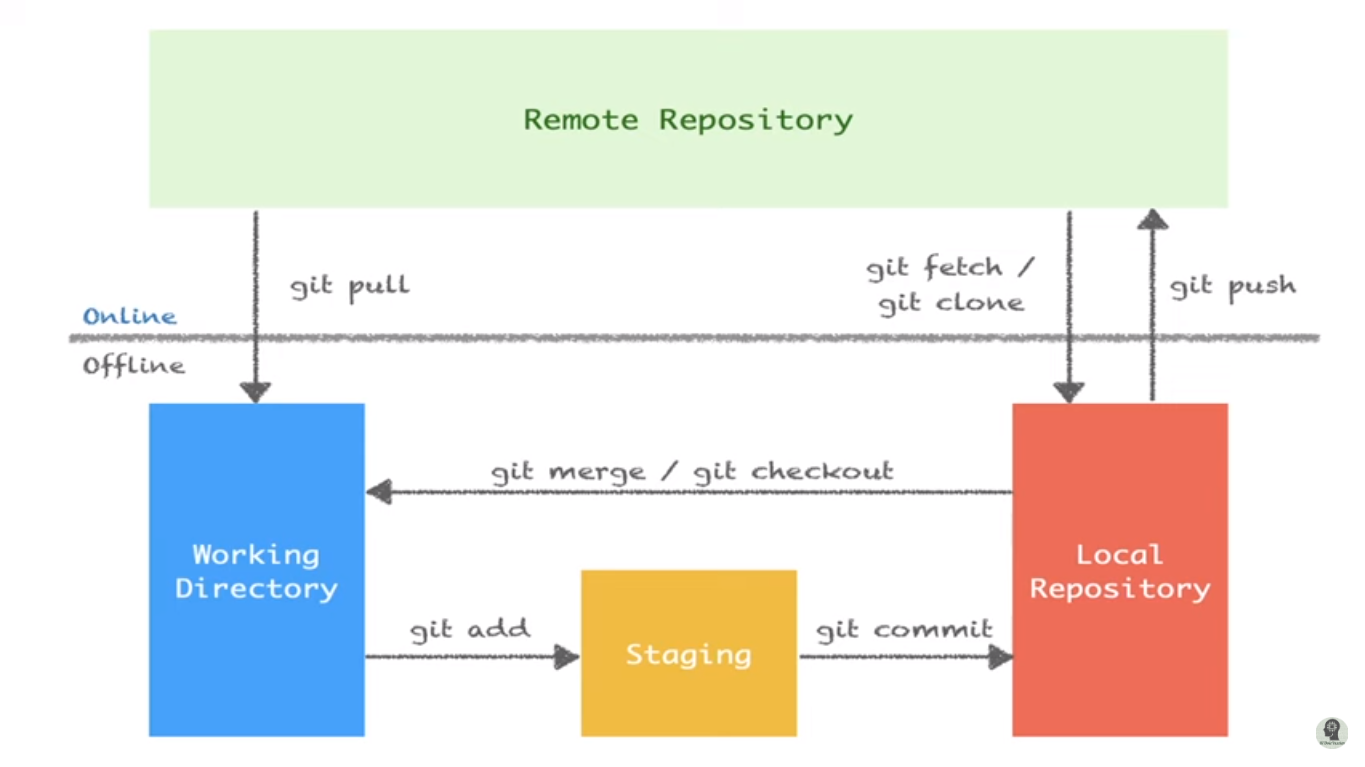 Remote Repository
git pull
git fetch /
git clone
git push
Online
Offline
git merge / git checkout
Working
Directory
Local
Repository
git add
Staging
git commit